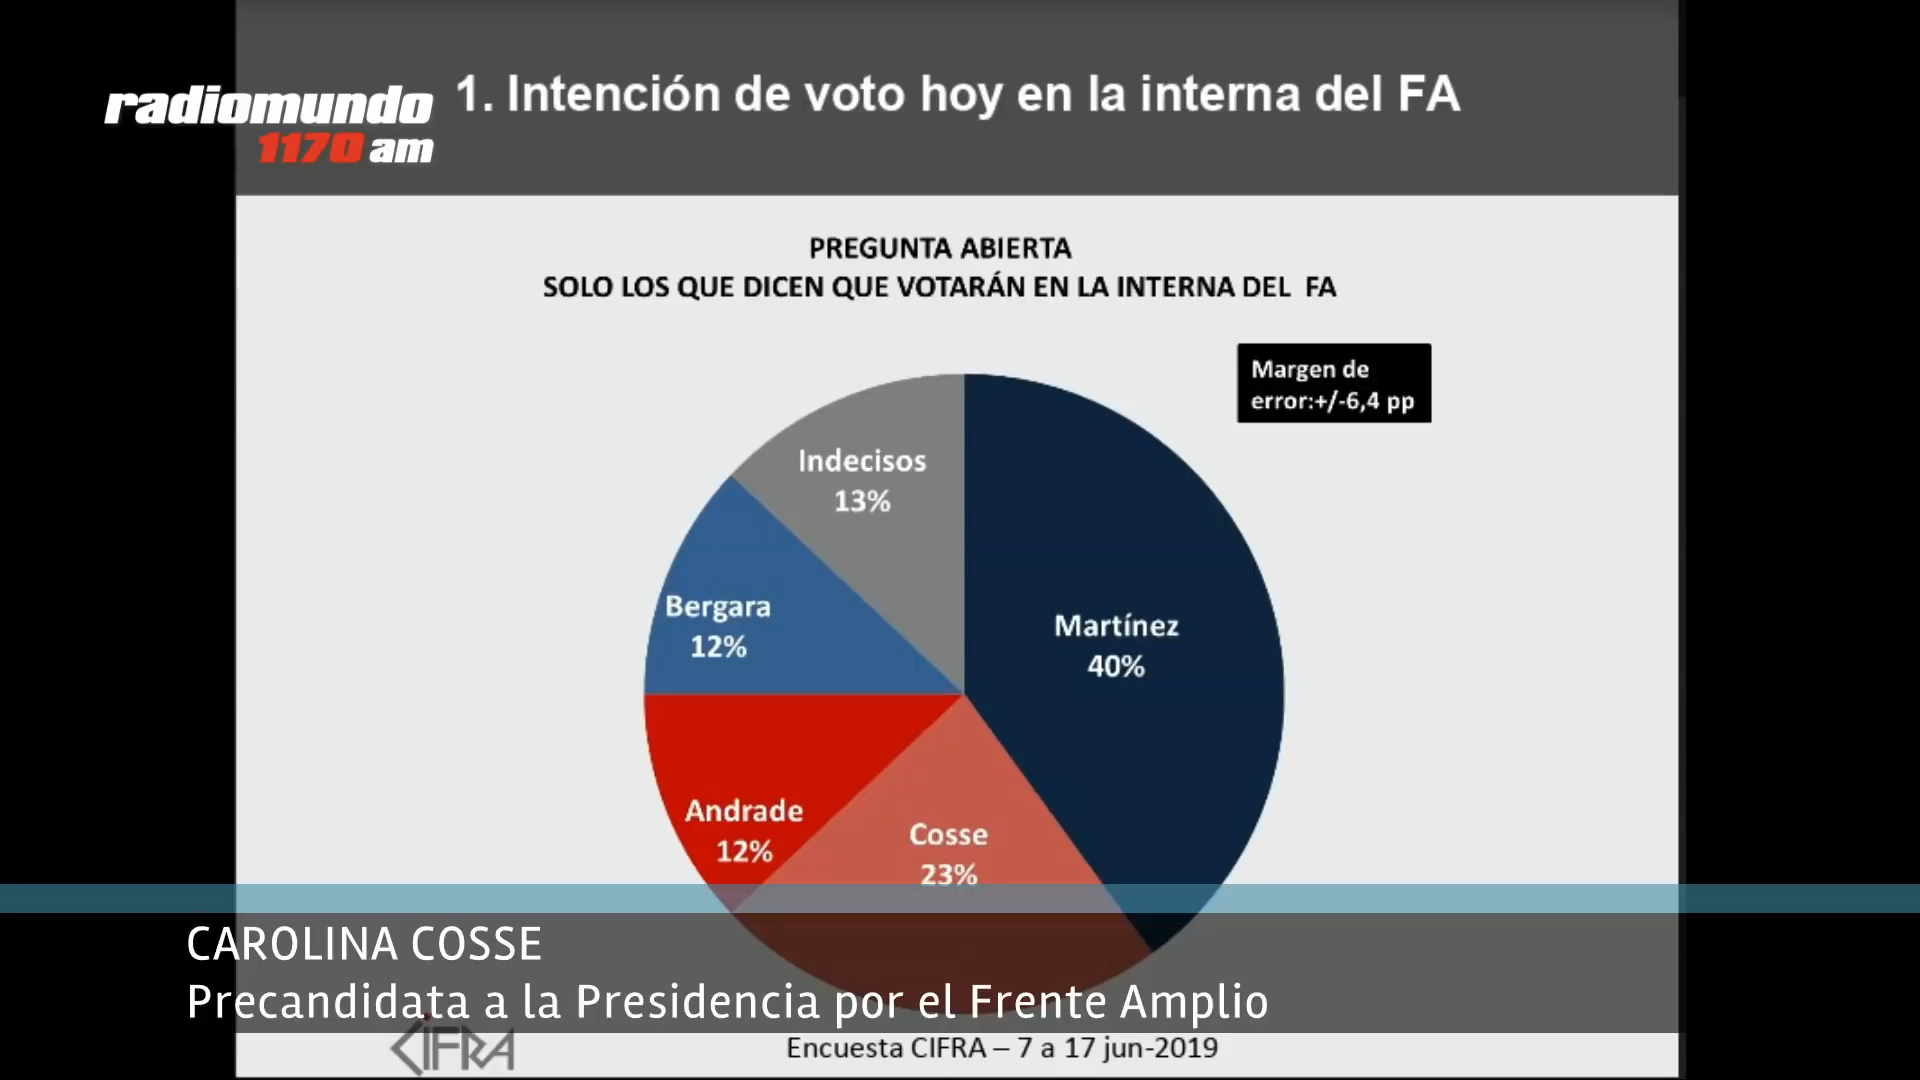 radiomundo
1170 am
1. Intención de voto hoy en la interna del FA
PREGUNTA ABIERTA
SOLO LOS QUE DICEN QUE VOTARÁN EN LA INTERNA DEL FA
Margen de
error:+/-6,4 pp
Indecisos
13%
Bergara
12%
Martínez
40%
Andrade
12%
Cosse
23%
CAROLINA COSSE
Precandidata a la Presidencia por el Frente Amplio
CIFRA
Encuesta CIFRA – 7 a 17 jun-2019